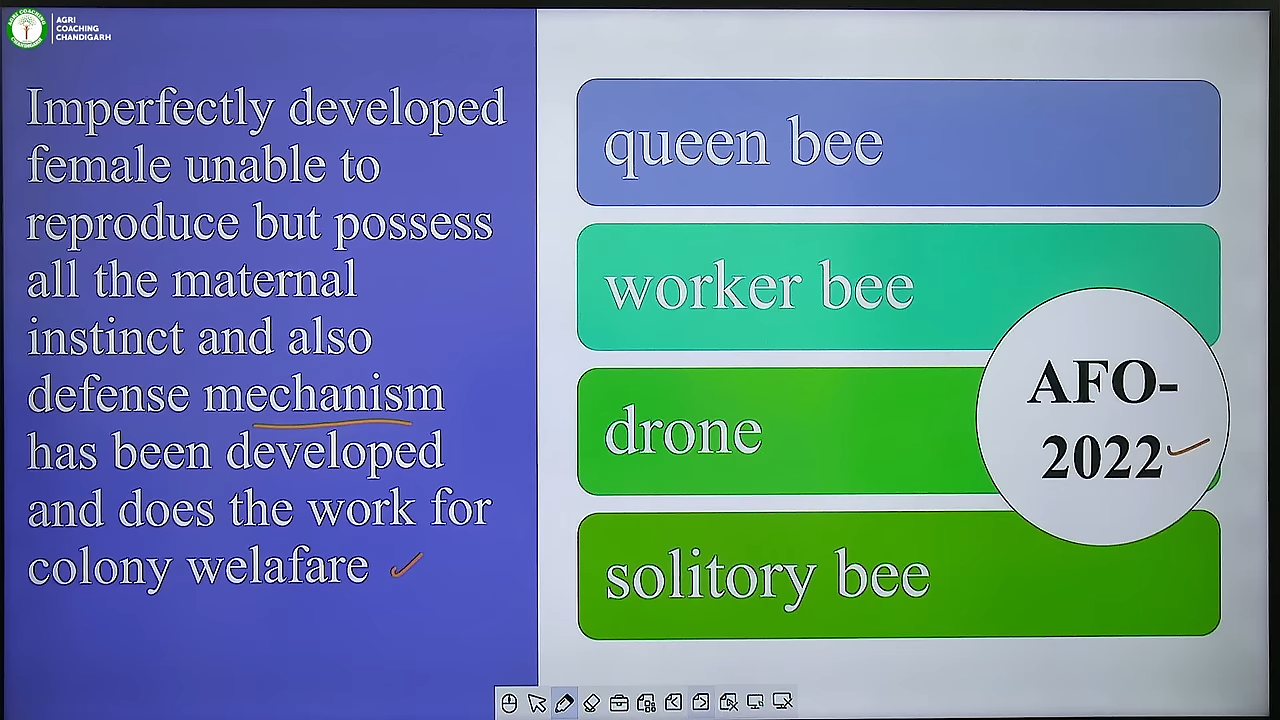 AGRI
COACHING
CHANDIGARH
Imperfectly developed
female unable to
reproduce but possess
all the maternal
instinct and also
defense mechanism
has been developed
and does the work for
colony welafare
queen bee
worker bee
drone
solitory bee
AFO-
2022